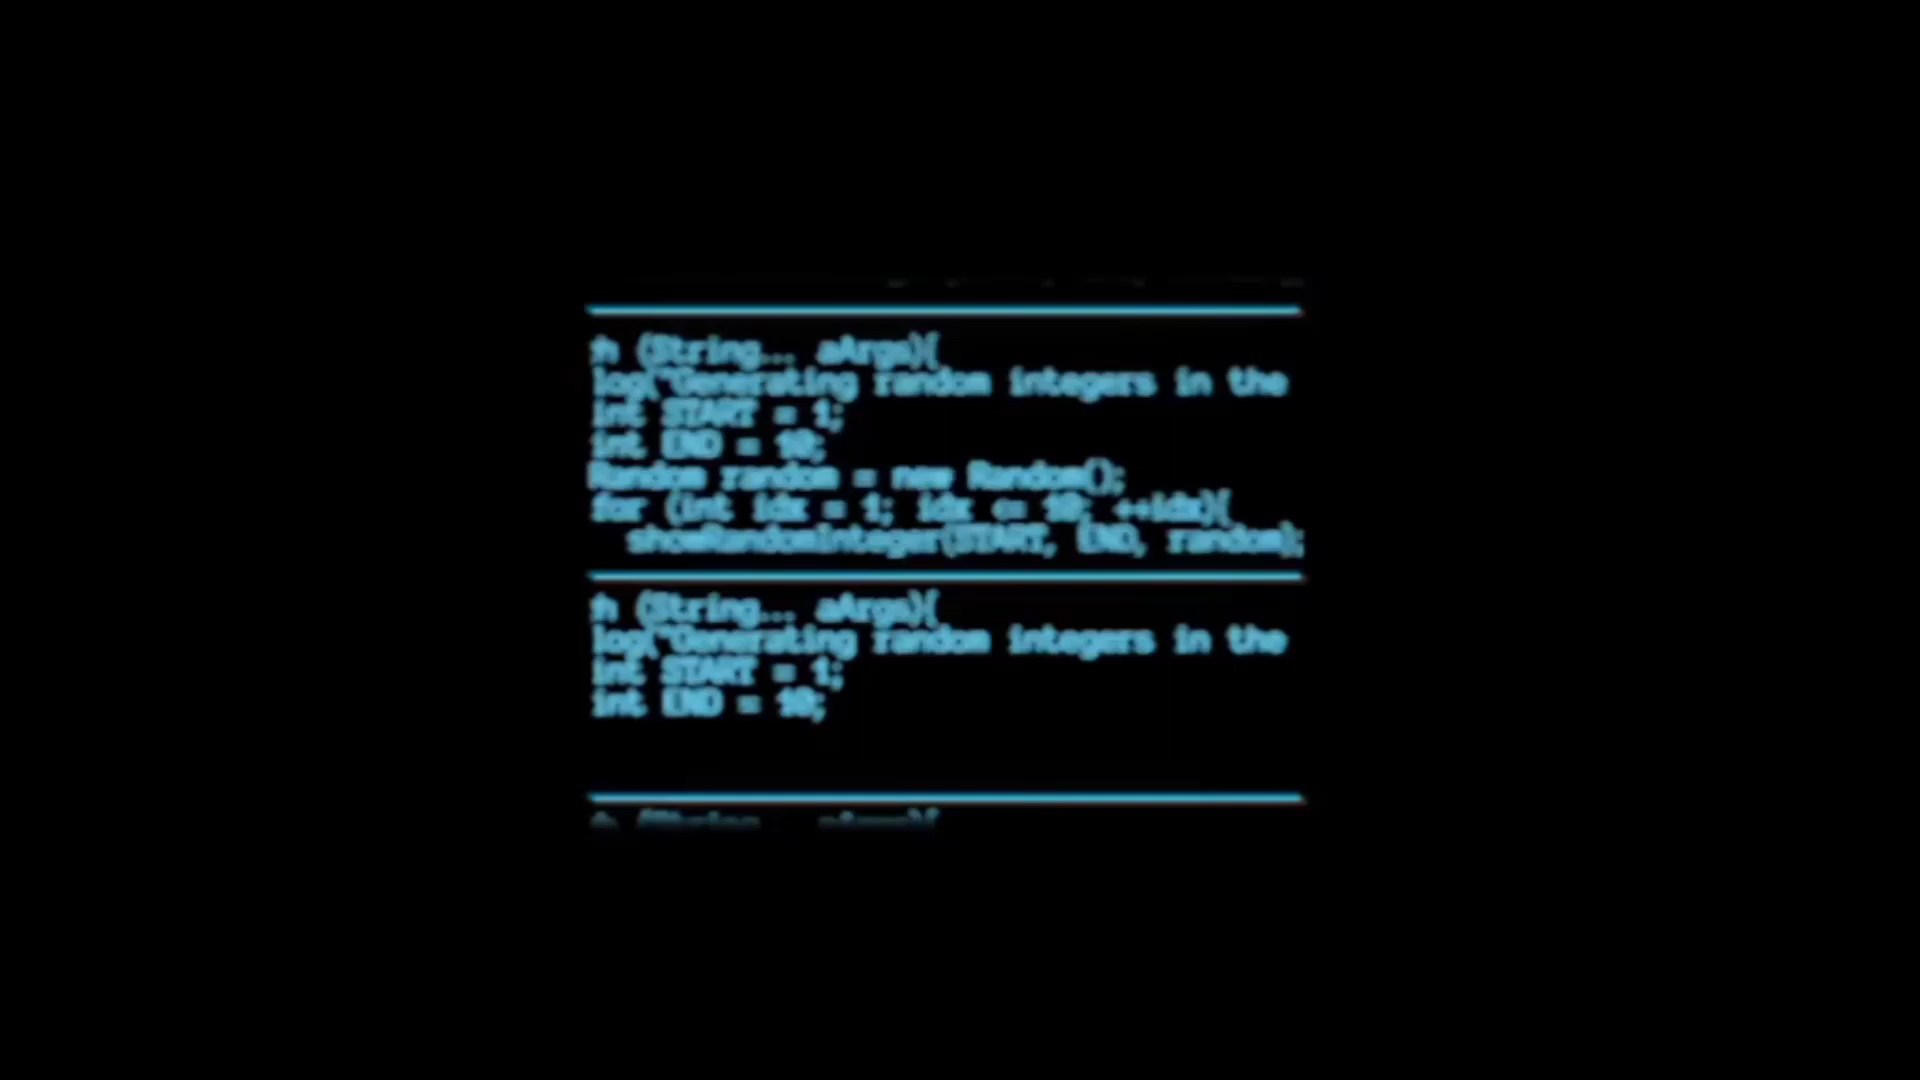 (String... aArgs){
log("Generating random integers in the
int START = 1;
int END = 10;
Random random = new Random();
for (int idx = 1; idx <= 10; ++idx){
showRandomInteger(START, END, random);
(String... aArgs){
log("Generating random integers in the
int START = 1;
int END = 10;